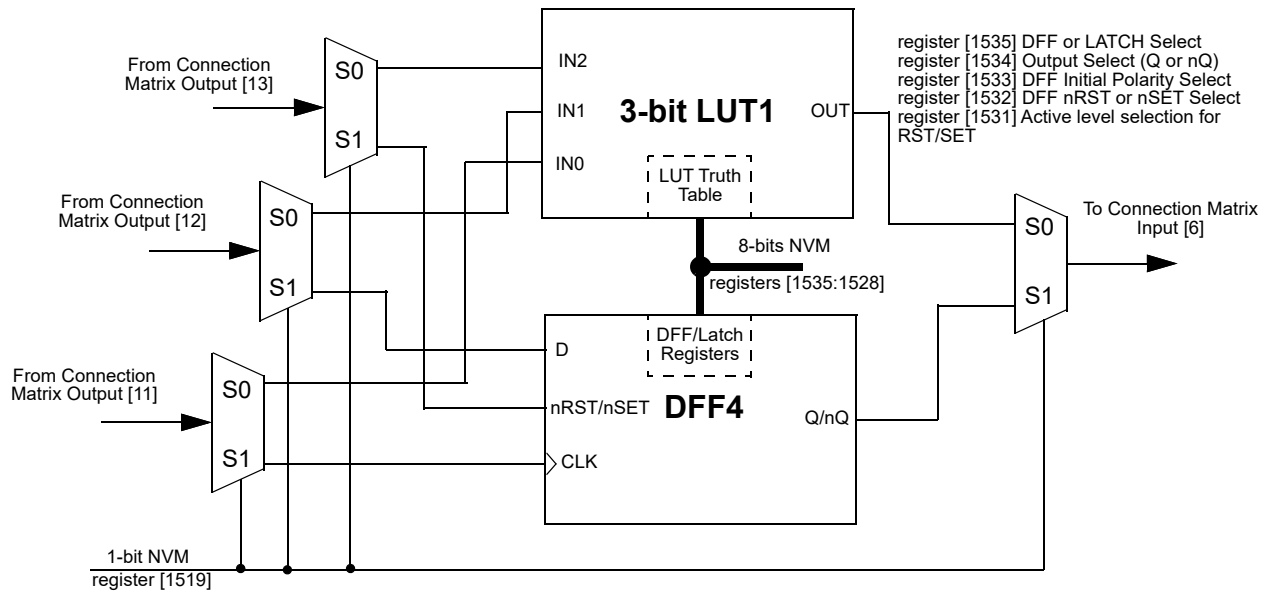 From Connection
Matrix Output [13]
S0
S1
IN2
IN1
IN0
3-bit LUT1
OUT
LUT Truth
Table
register [1535] DFF or LATCH Select
register [1534] Output Select (Q or nQ)
register [1533] DFF Initial Polarity Select
register [1532] DFF nRST or nSET Select
register [1531] Active level selection for
RST/SET
From Connection
Matrix Output [12]
S0
S1
8-bits NVM
registers [1535:1528]
S0
S1
To Connection Matrix
Input [6]
From Connection
Matrix Output [11]
S0
S1
D
nRST/nSET
CLK
DFF/Latch
Registers
DFF4
Q/nQ
1-bit NVM
register [1519]